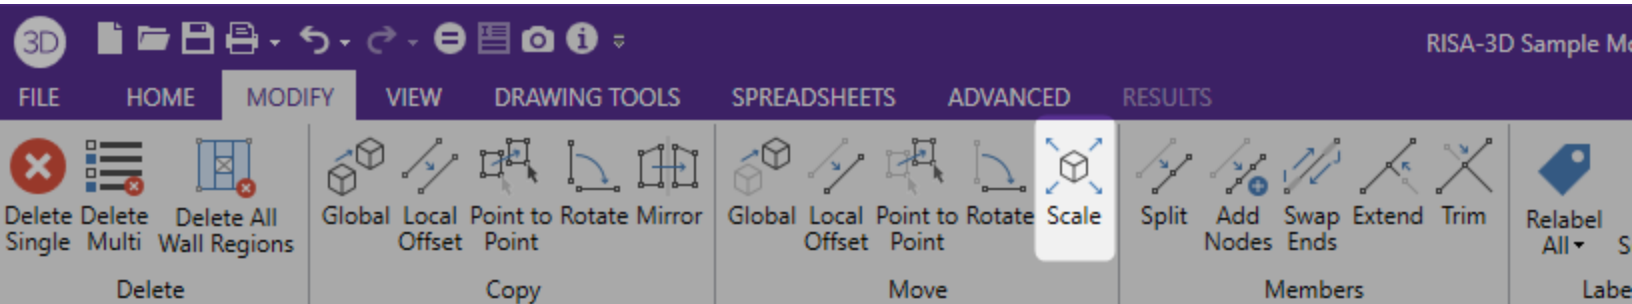 3D
RISA-3D Sample
FILE HOME MODIFY VIEW DRAWING TOOLS SPREADSHEETS ADVANCED RESULTS
Delete Delete Delete All Global Local Point to Rotate Mirror Global Local Point to Rotate Scale Split Add Swap Extend Trim Relabel
Single Multi Wall Regions Offset Point Offset Point Nodes Ends All
Delete Copy Move Members